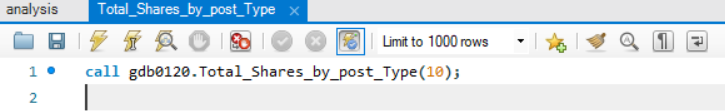 analysis
Total_Shares_by_post_Type
Limit to 1000 rows
1
call gdb0120.Total_Shares_by_post_Type(10);
2